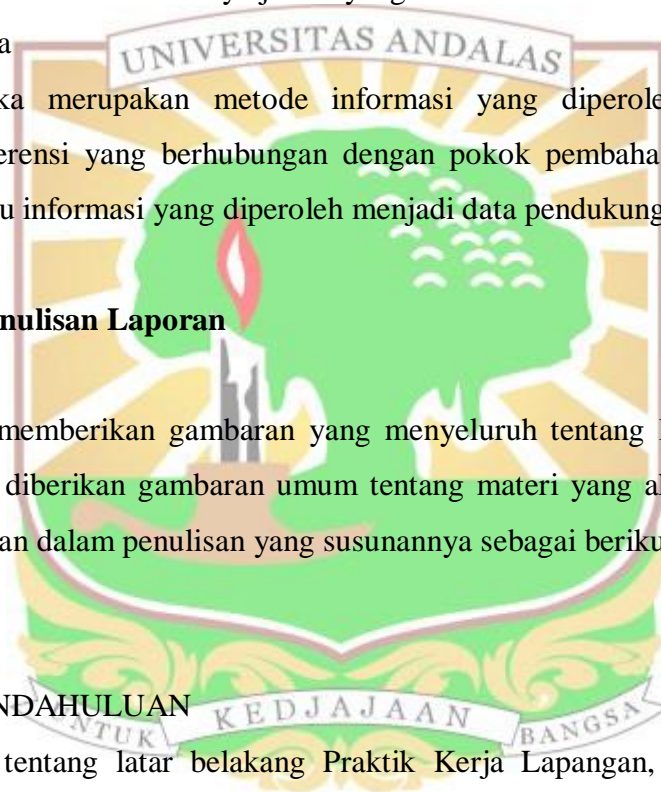 UNIVERSITAS ANDALAS
a
ka merupakan metode informasi yang diperole
erensi yang berhubungan dengan pokok pembaha
u informasi yang diperoleh menjadi data pendukung
nulisan Laporan
memberikan gambaran yang menyeluruh tentang
diberikan gambaran umum tentang materi yang a
an dalam penulisan yang susunannya sebagai beriku
NDAHULUAN
UNTUK KEDJAJAAN BANGSA
tentang latar belakang Praktik Kerja Lapangan,